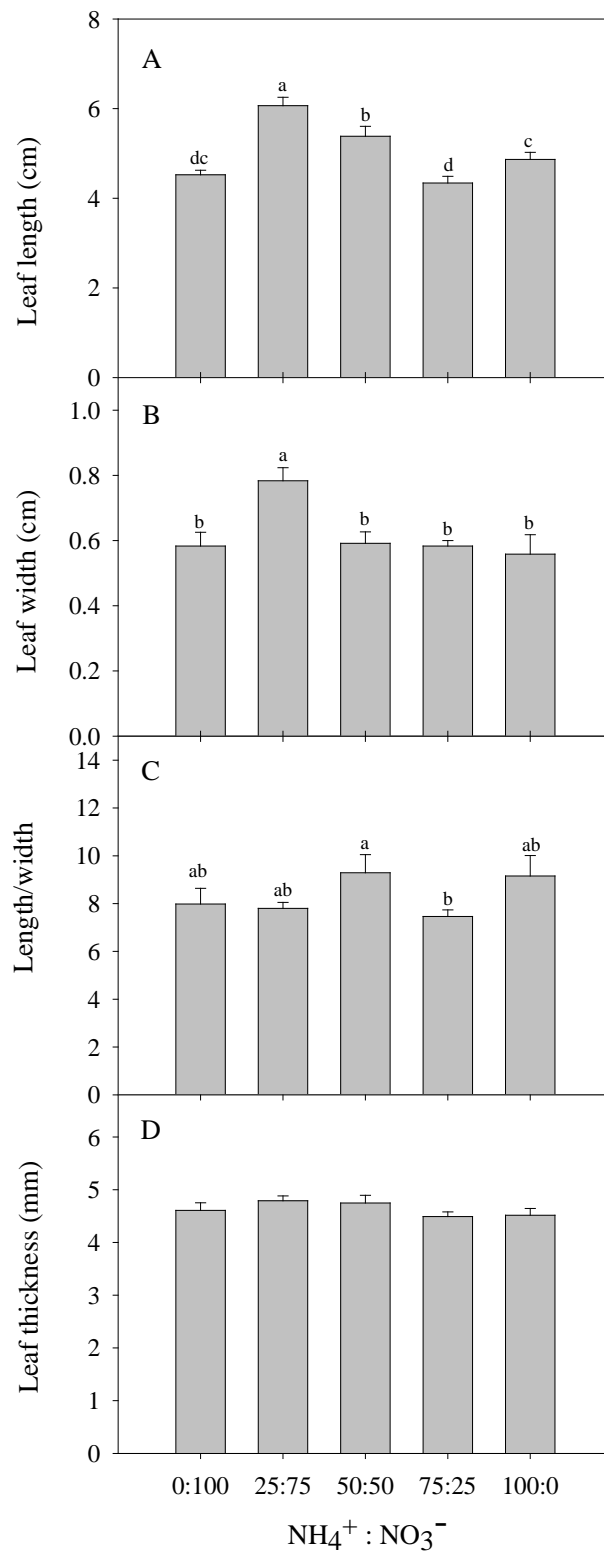 8
A
a
6
b
dc
c
d
4
2
0
Leaf length (cm)
1.0
B
a
0.8
b
b
b
b
0.6
0.4
0.2
0.0
Leaf width (cm)
14
C
12
a
ab
10
ab
ab
b
8
6
4
2
0
Length/width
D
6
5
4
3
2
1
0
Leaf thickness (mm)
0:100 25:75 50:50 75:25 100:0
NH₄⁺ : NO₃⁻